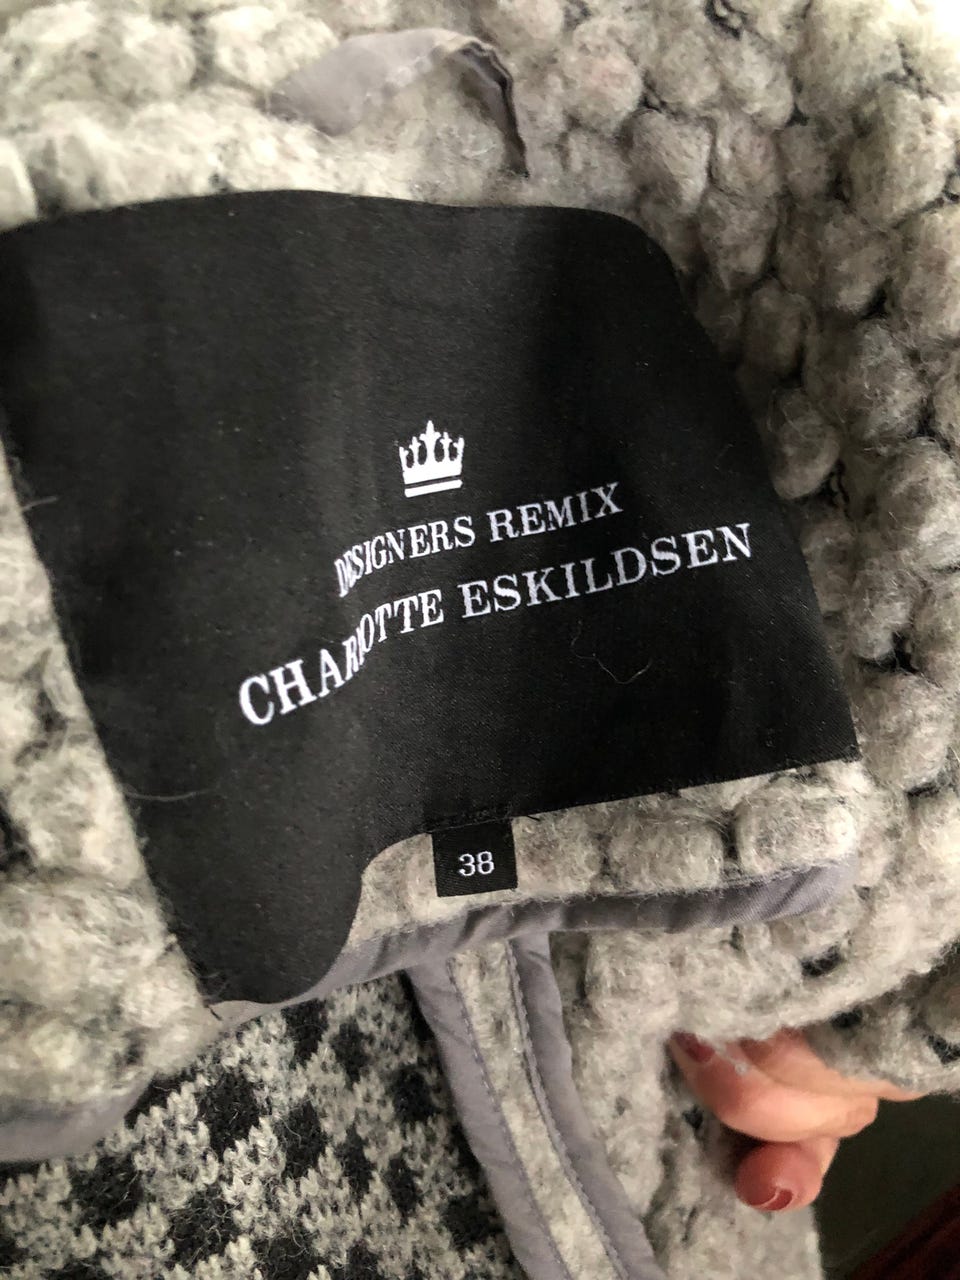 DESIGNERS REMIX
CHARLOTTE ESKILDSEN
38